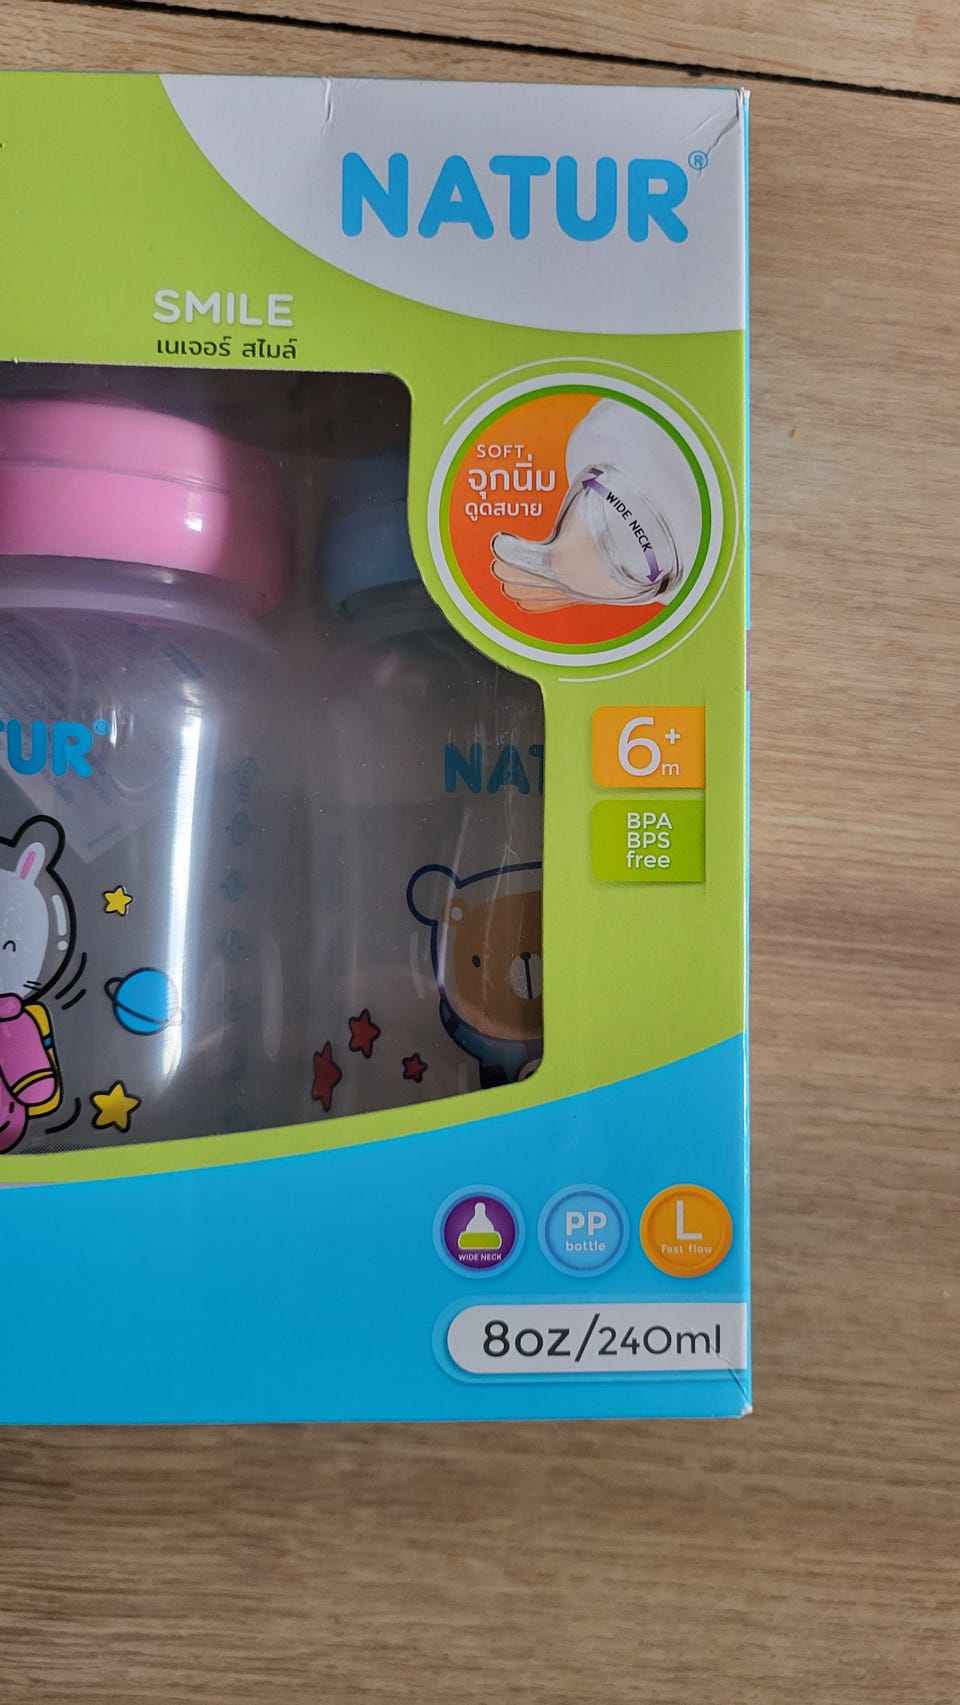 NATUR®
SMILE
เนเจอร์ สไมล์
SOFT
จุกนิ่ม
ดูดสบาย
WIDE NECK
6+
m
BPA
BPS
free
TUR®
NAT
WIDE NECK
PP
bottle
L
Fast flow
8oz/240ml